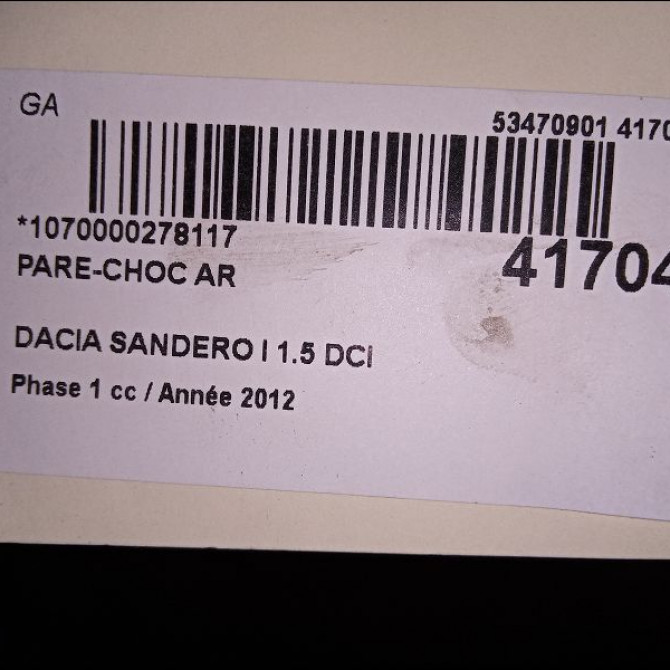 GA
53470901 4170
*1070000278117
41704
PARE-CHOC AR
DACIA SANDERO I 1.5 DCI
Phase 1 cc / Année 2012